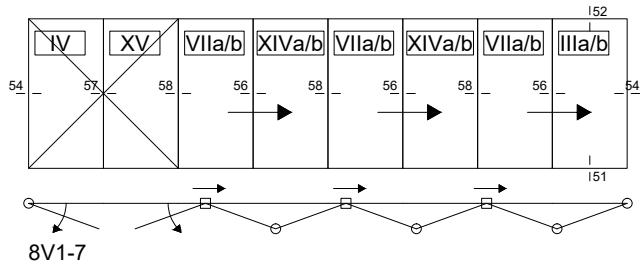 52
IV XV VIIa/b XIVa/b VIIa/b XIVa/b VIIa/b IIIa/b
54 57 58 56 58 56 58 56 54
51
8V1-7